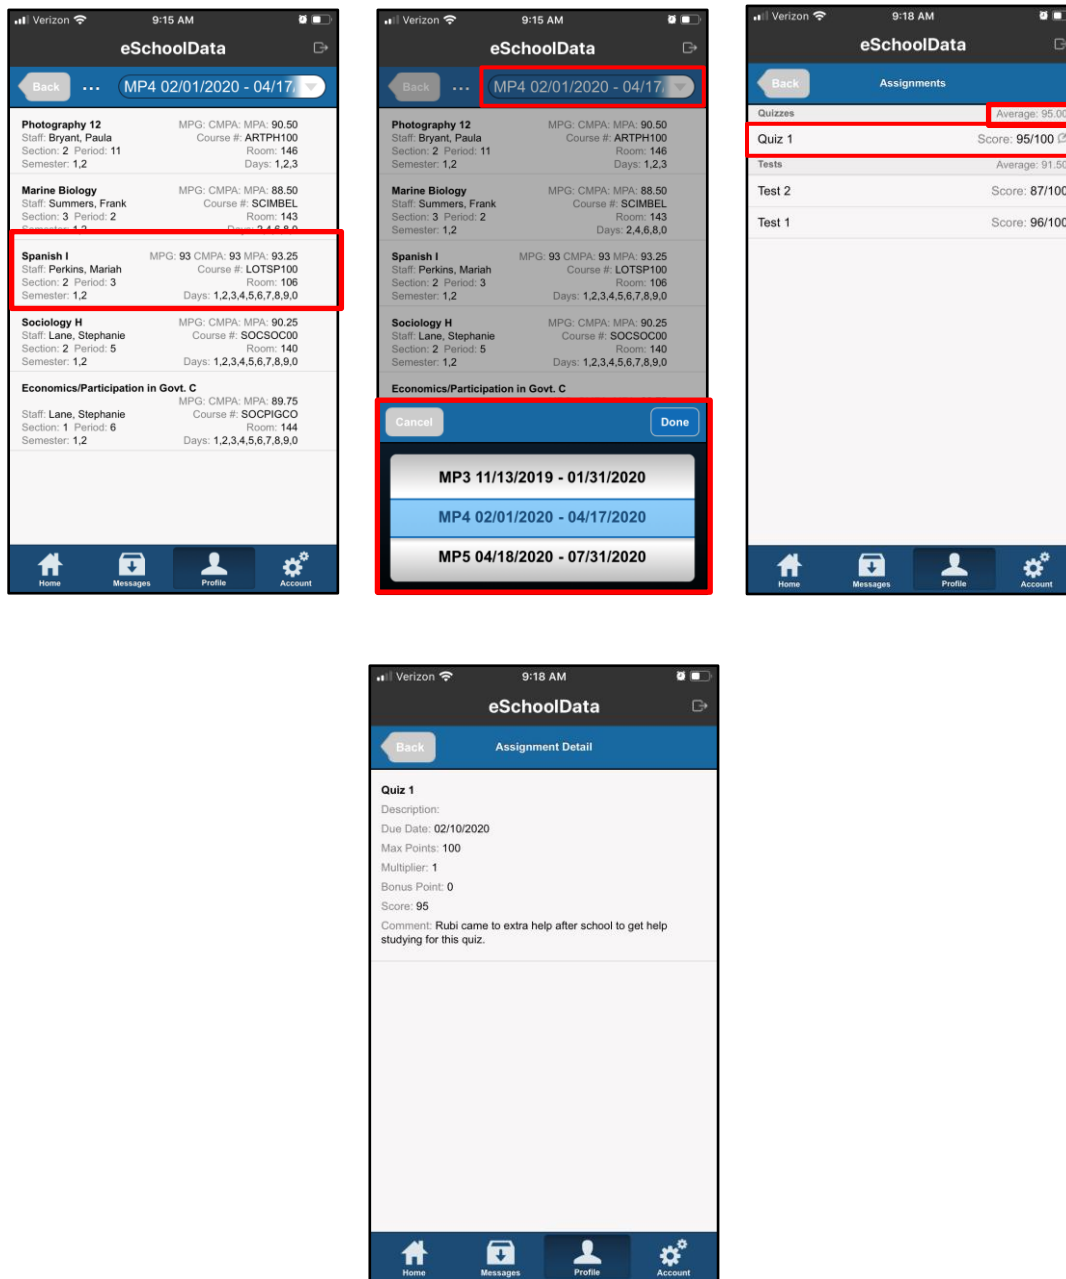 Verizon 9:15 AM
eSchoolData
Back ... MP4 02/01/2020 - 04/17/
Photography 12 MPG: CMPA: MPA: 90.50
Staff: Bryant, Paula Course #: ARTPH100
Section: 2 Period: 11 Room: 146
Semester: 1,2 Days: 1,2,3
Marine Biology MPG: CMPA: MPA: 88.50
Staff: Summers, Frank Course #: SCIMBEL
Section: 3 Period: 2 Room: 143
Semester: 1,2 Days: 2,4,6,8,0
Spanish I MPG: 93 CMPA: 93 MPA: 93.25
Staff: Perkins, Mariah Course #: LOTSP100
Section: 2 Period: 3 Room: 106
Semester: 1,2 Days: 1,2,3,4,5,6,7,8,9,0
Sociology H MPG: CMPA: MPA: 90.25
Staff: Lane, Stephanie Course #: SOCSOC00
Section: 2 Period: 5 Room: 140
Semester: 1,2 Days: 1,2,3,4,5,6,7,8,9,0
Economics/Participation in Govt. C
MPG: CMPA: MPA: 89.75
Staff: Lane, Stephanie Course #: SOCPIGCO
Section: 1 Period: 6 Room: 144
Semester: 1,2 Days: 1,2,3,4,5,6,7,8,9,0
Home Messages Profile Account
Verizon 9:15 AM
eSchoolData
Back ... MP4 02/01/2020 - 04/17/
Photography 12 MPG: CMPA: MPA: 90.50
Staff: Bryant, Paula Course #: ARTPH100
Section: 2 Period: 11 Room: 146
Semester: 1,2 Days: 1,2,3
Marine Biology MPG: CMPA: MPA: 88.50
Staff: Summers, Frank Course #: SCIMBEL
Section: 3 Period: 2 Room: 143
Semester: 1,2 Days: 2,4,6,8,0
Spanish I MPG: 93 CMPA: 93 MPA: 93.25
Staff: Perkins, Mariah Course #: LOTSP100
Section: 2 Period: 3 Room: 106
Semester: 1,2 Days: 1,2,3,4,5,6,7,8,9,0
Sociology H MPG: CMPA: MPA: 90.25
Staff: Lane, Stephanie Course #: SOCSOC00
Section: 2 Period: 5 Room: 140
Semester: 1,2 Days: 1,2,3,4,5,6,7,8,9,0
Economics/Participation in Govt. C
Cancel Done
MP3 11/13/2019 - 01/31/2020
MP4 02/01/2020 - 04/17/2020
MP5 04/18/2020 - 07/31/2020
Verizon 9:18 AM
eSchoolData
Back Assignments
Quizzes Average: 95.00
Quiz 1 Score: 95/100
Tests Average: 91.50
Test 2 Score: 87/100
Test 1 Score: 96/100
Home Messages Profile Account
Verizon 9:18 AM
eSchoolData
Back Assignment Detail
Quiz 1
Description:
Due Date: 02/10/2020
Max Points: 100
Multiplier: 1
Bonus Point: 0
Score: 95
Comment: Rubi came to extra help after school to get help
studying for this quiz.
Home Messages Profile Account